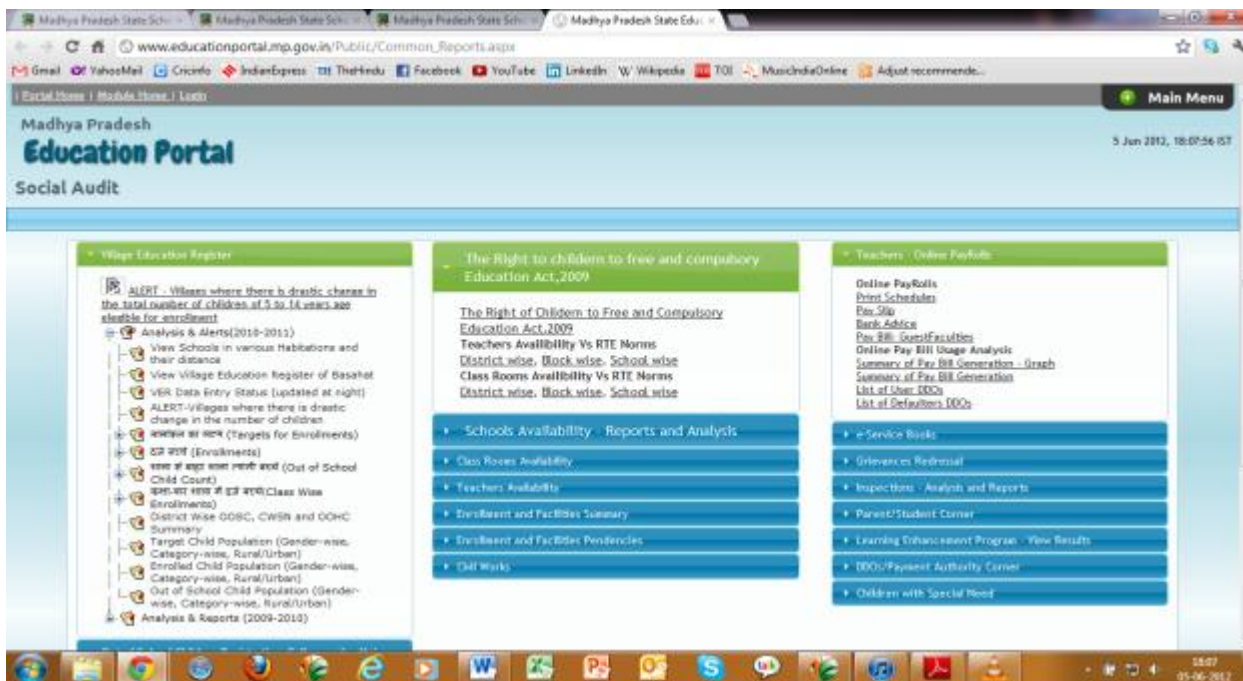 Madhya Pradesh State Scho
Madhya Pradesh State Scho
Madhya Pradesh State Scho
Madhya Pradesh State Educ
www.educationportal.mp.gov.in/Public/Common_Reports.aspx
Gmail YahooMail Cricinfo IndianExpress TheHindu Facebook YouTube LinkedIn Wikipedia TOI MusicIndiaOnline Adjust recommende...
| Portal Home | Module Home | Login
Main Menu
Madhya Pradesh
Education Portal
5 Jun 2012, 18:07:56 IST
Social Audit
Village Education Register
ALERT - Villages where there is drastic change in
the total number of children of 5 to 14 years age
elegible for enrollment
Analysis & Alerts(2010-2011)
View Schools in various Habitations and
their distance
View Village Education Register of Basahat
VER Data Entry Status (updated at night)
ALERT-Villages where there is drastic
change in the number of children
(Targets for Enrollments)
दर्ज बच्चे (Enrollments)
(Out of School
Child Count)
(Class Wise
Enrollments)
District Wise OOSC, CWSN and OOHC
Summary
Target Child Population (Gender-wise,
Category-wise, Rural/Urban)
Enrolled Child Population (Gender-wise,
Category-wise, Rural/Urban)
Out of School Child Population (Gender-
wise, Category-wise, Rural/Urban)
Analysis & Reports (2009-2010)
The Right to childern to free and compulsory
Education Act,2009
The Right of Childern to Free and Compulsory
Education Act,2009
Teachers Availlibility Vs RTE Norms
District wise, Block wise, School wise
Class Rooms Availlibility Vs RTE Norms
District wise, Block wise, School wise
Schools Availability - Reports and Analysis
Class Rooms Availability
Teachers Availability
Enrollment and Facilities Summary
Enrollment and Facilities Pendencies
Civil Works
Teachers - Online PayRolls
Online PayRolls
Print Schedules
Pay Slip
Bank Advice
Pay Bill: GuestFaculties
Online Pay Bill Usage Analysis
Summary of Pay Bill Generation - Graph
Summary of Pay Bill Generation
List of User DDOs
List of Defaulters DDOs
e-Service Books
Grievances Redressal
Inspections - Analysis and Reports
Parent/Student Corner
Learning Enhancement Program - View Results
DDOs/Payment Authority Corner
Children with Special Need
18:07
05-06-2012